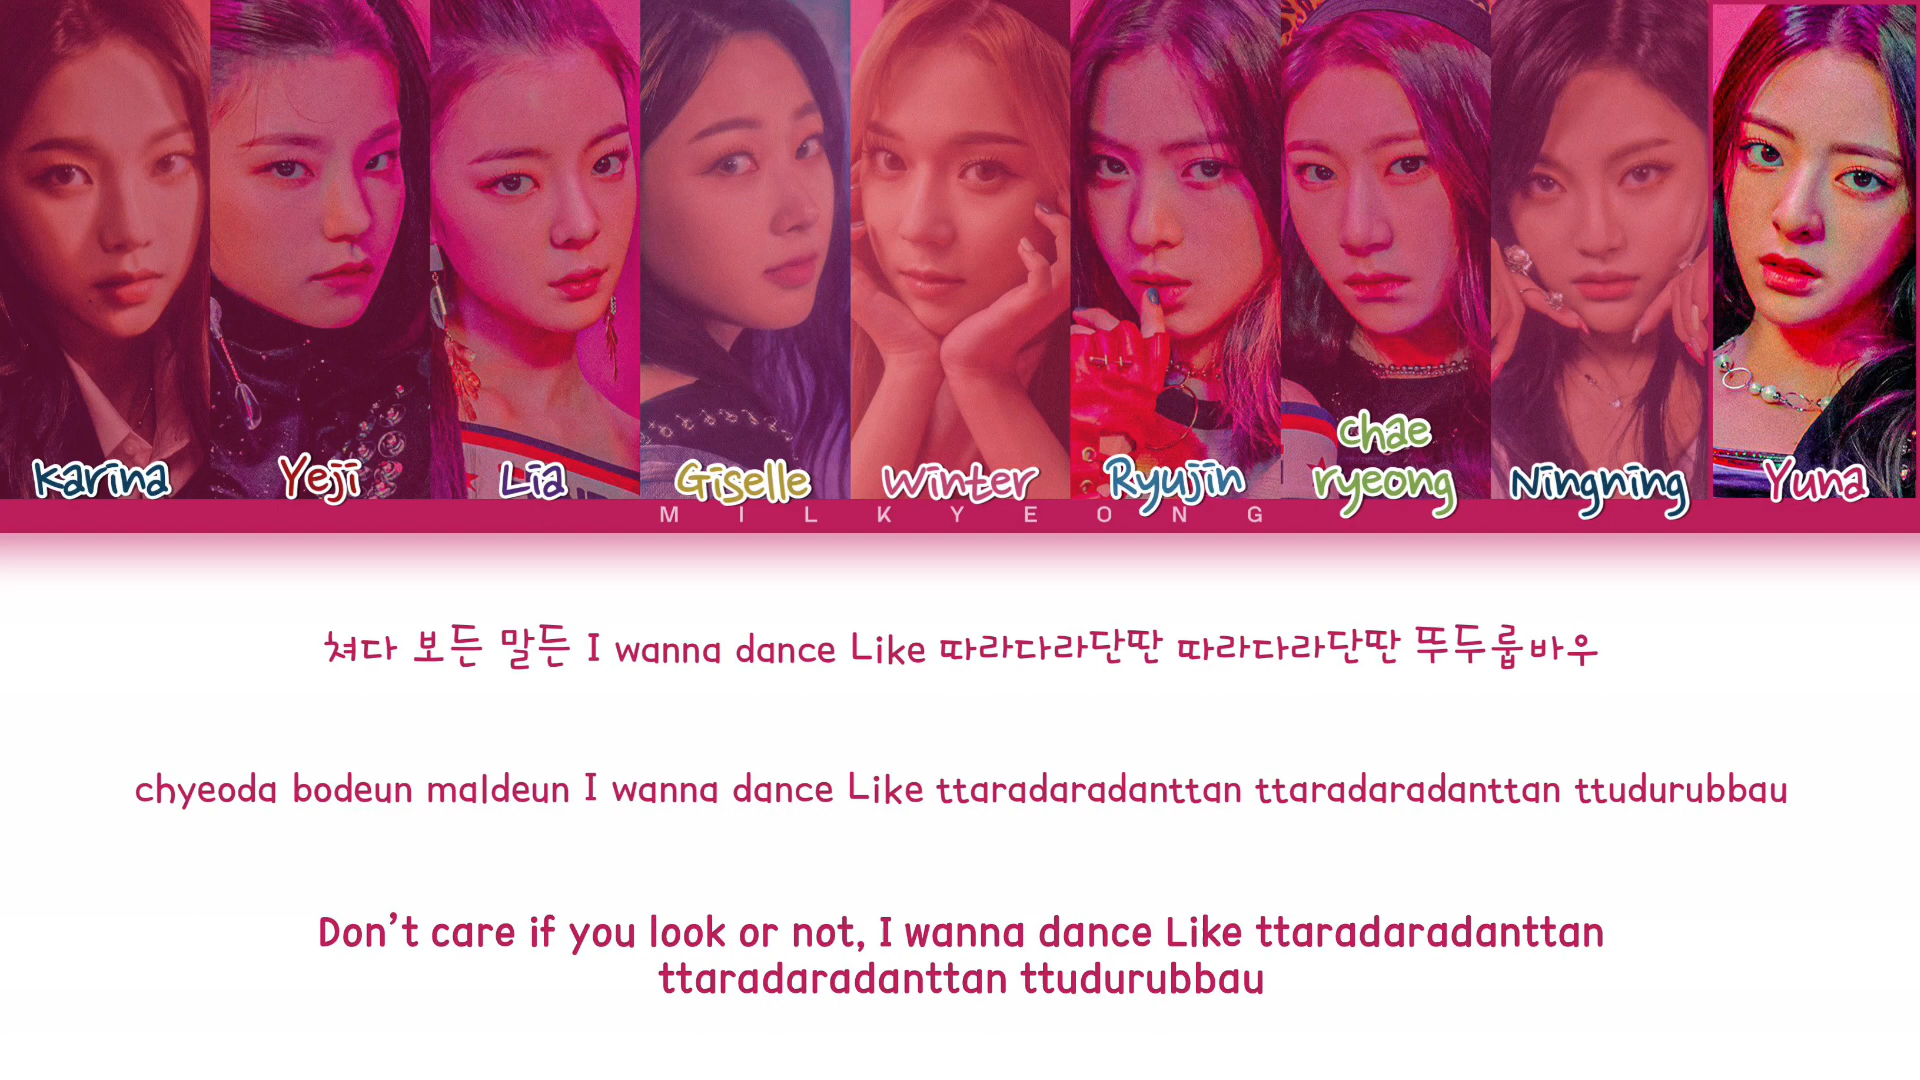 Karina Yeji Lia Giselle Winter Ryujin chae ryeong Ningning Yuna
MILKYEONG
쳐다 보든 말든 I wanna dance Like 따라다라단딴 따라다라단딴 뚜두룹바우
chyeoda bodeun maldeun I wanna dance Like ttaradaradanttan ttaradaradanttan ttudurubbau
Don't care if you look or not, I wanna dance Like ttaradaradanttan
ttaradaradanttan ttudurubbau